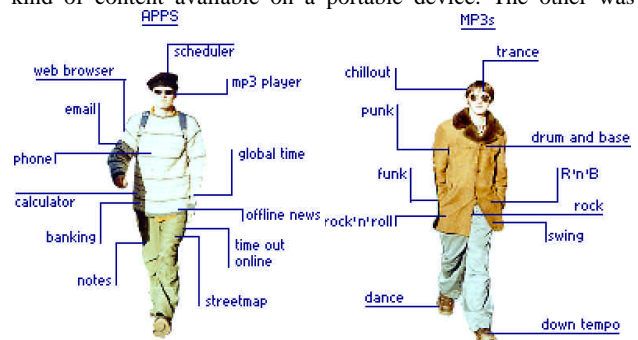 kind of content available on a portable device. The other was
APPS
scheduler
web browser
mp3 player
email
phone
global time
calculator
offline news
banking
time out
online
notes
streetmap
MP3s
trance
chillout
punk
drum and base
funk
R'n'B
rock
rock'n'roll
swing
dance
down tempo